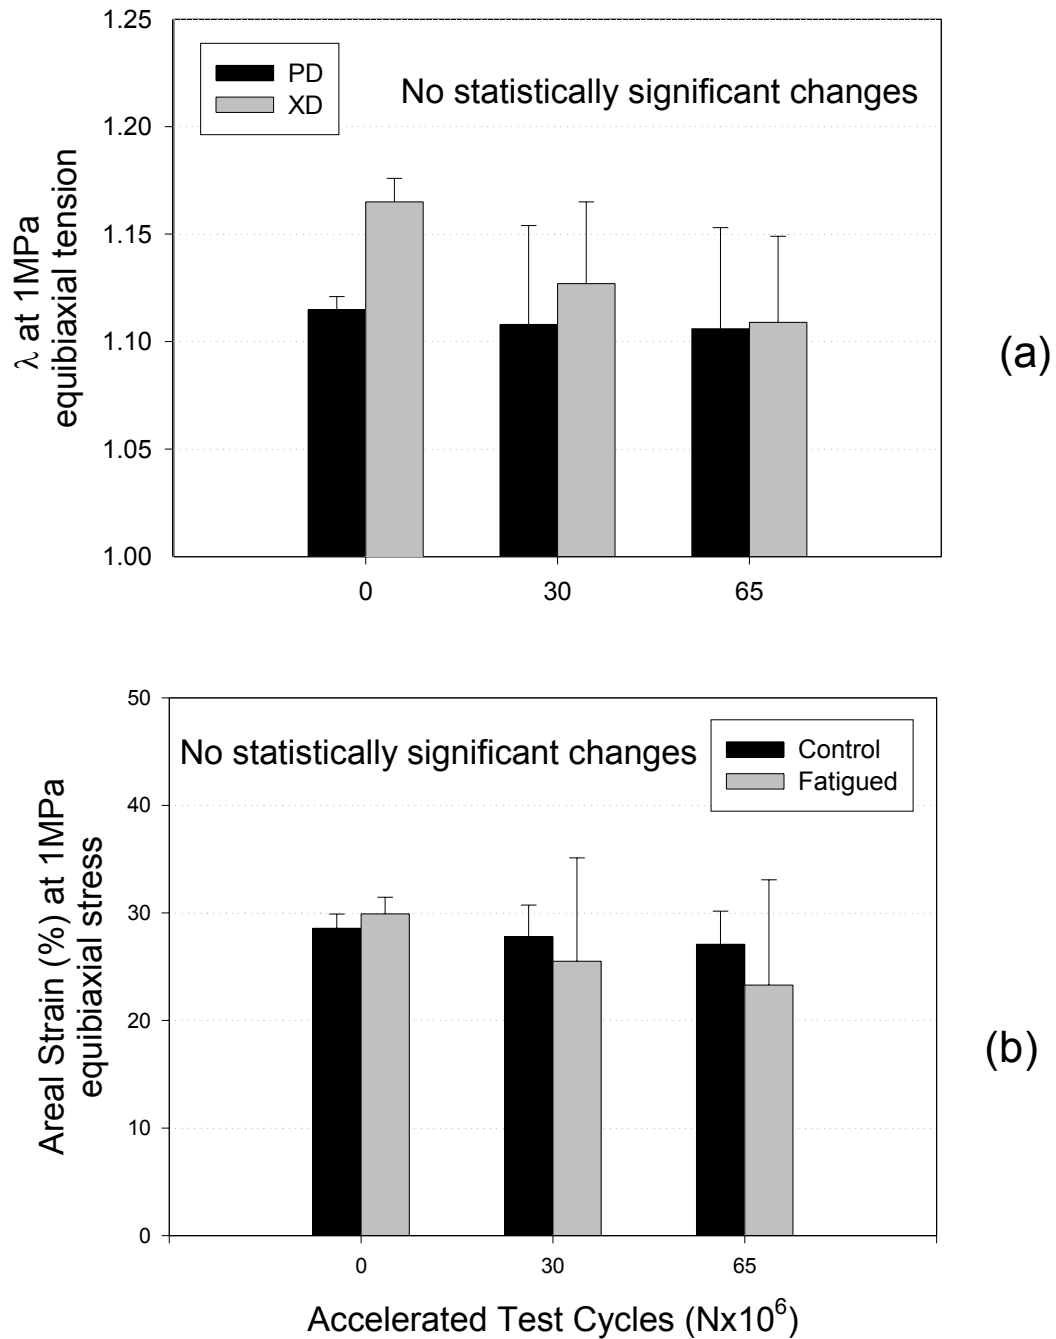 1.25
PD
XD
No statistically significant changes
1.20
1.15
1.10
1.05
1.00
λ at 1MPa
equibiaxial tension
0
30
65
(a)
50
No statistically significant changes
Control
Fatigued
40
30
20
10
0
Areal Strain (%) at 1MPa
equibiaxial stress
0
30
65
(b)
Accelerated Test Cycles (Nx10⁶)